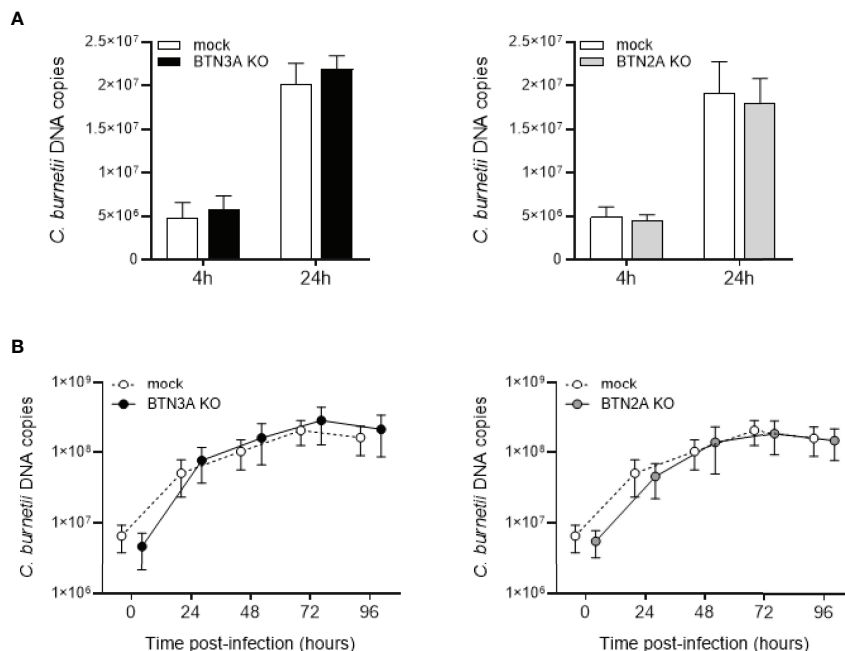 A
C. burnetii DNA copies
2.5×10⁷
2×10⁷
1.5×10⁷
1×10⁷
5×10⁶
0
mock
BTN3A KO
4h 24h
C. burnetii DNA copies
2.5×10⁷
2×10⁷
1.5×10⁷
1×10⁷
5×10⁶
0
mock
BTN2A KO
4h 24h
B
C. burnetii DNA copies
1×10⁹
1×10⁸
1×10⁷
1×10⁶
mock
BTN3A KO
0 24 48 72 96
Time post-infection (hours)
C. burnetii DNA copies
1×10⁹
1×10⁸
1×10⁷
1×10⁶
mock
BTN2A KO
0 24 48 72 96
Time post-infection (hours)